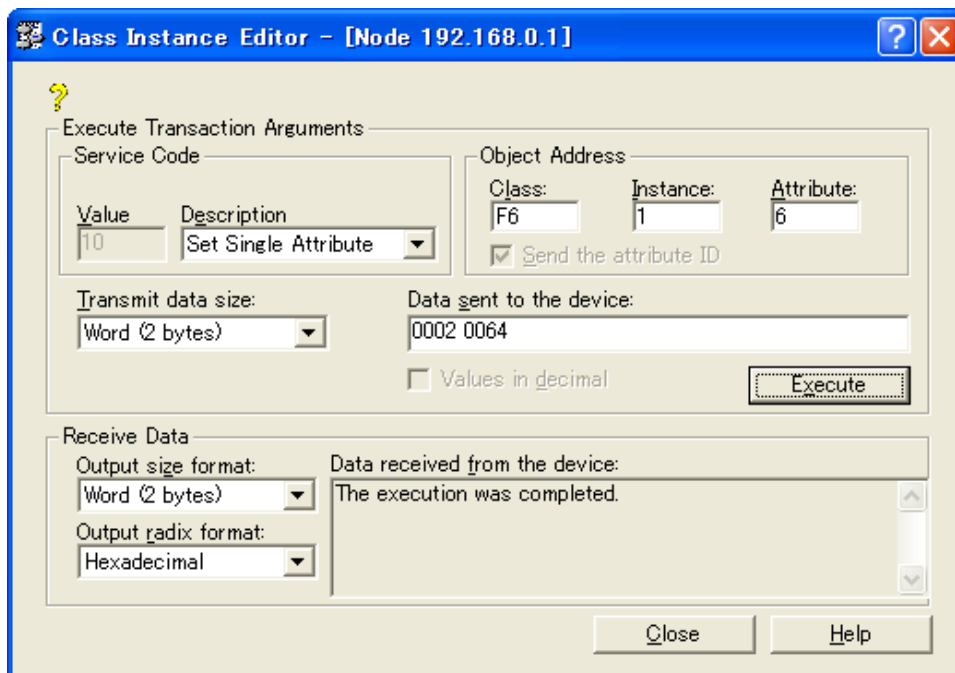 Class Instance Editor - [Node 192.168.0.1]
?
?
Execute Transaction Arguments
Service Code
Value Description
10 Set Single Attribute
Object Address
Class: Instance: Attribute:
F6 1 6
Send the attribute ID
Transmit data size:
Word (2 bytes)
Data sent to the device:
0002 0064
Values in decimal
Execute
Receive Data
Output size format:
Word (2 bytes)
Output radix format:
Hexadecimal
Data received from the device:
The execution was completed.
Close
Help